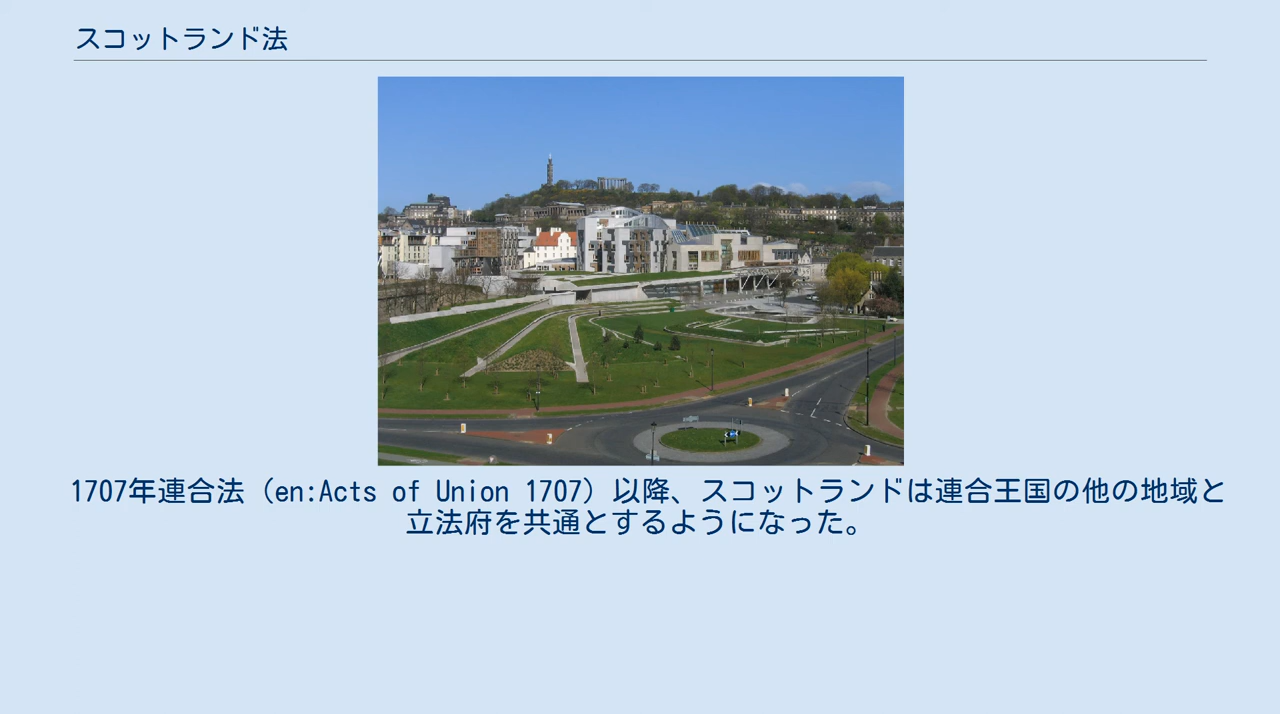 スコットランド法
1707年連合法（en:Acts of Union 1707）以降、スコットランドは連合王国の他の地域と
立法府を共通とするようになった。